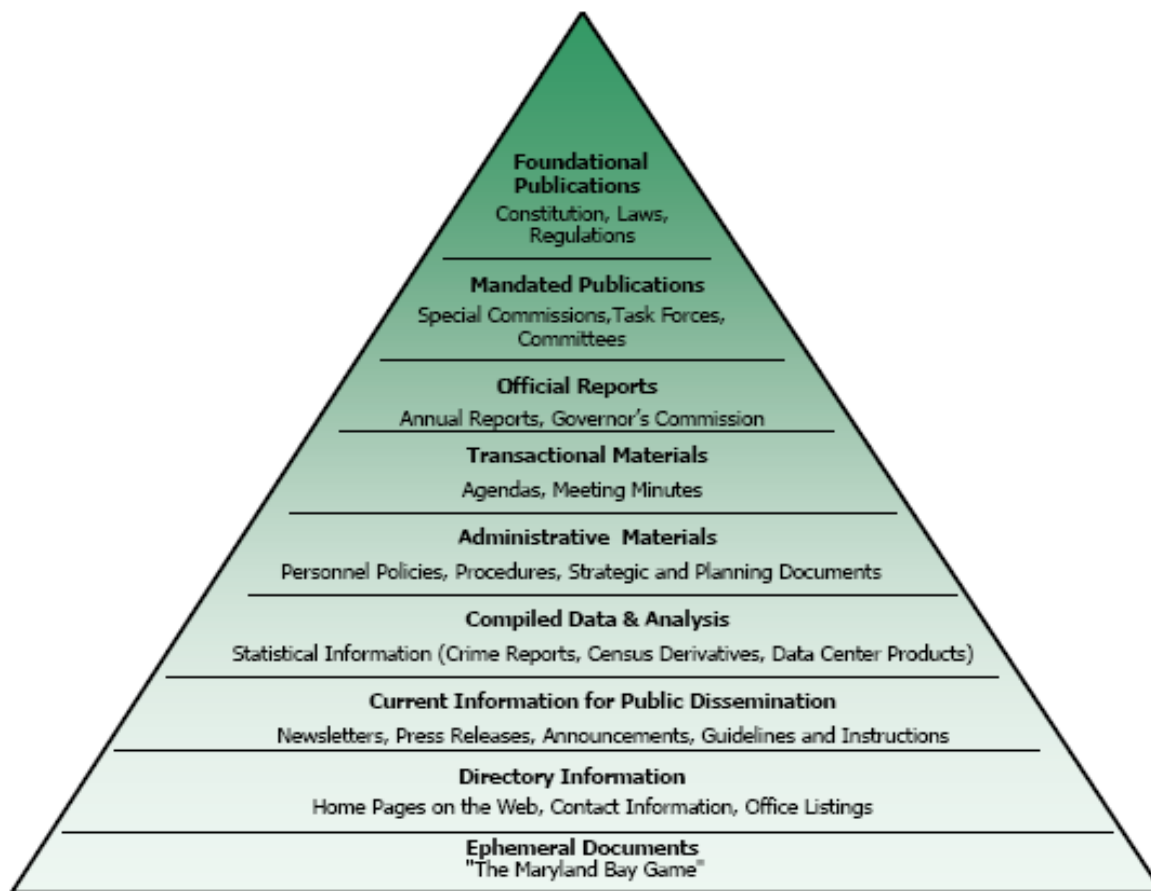 Foundational
Publications
Constitution, Laws,
Regulations
Mandated Publications
Special Commissions,Task Forces,
Committees
Official Reports
Annual Reports, Governor's Commission
Transactional Materials
Agendas, Meeting Minutes
Administrative Materials
Personnel Policies, Procedures, Strategic and Planning Documents
Compiled Data & Analysis
Statistical Information (Crime Reports, Census Derivatives, Data Center Products)
Current Information for Public Dissemination
Newsletters, Press Releases, Announcements, Guidelines and Instructions
Directory Information
Home Pages on the Web, Contact Information, Office Listings
Ephemeral Documents
"The Maryland Bay Game"